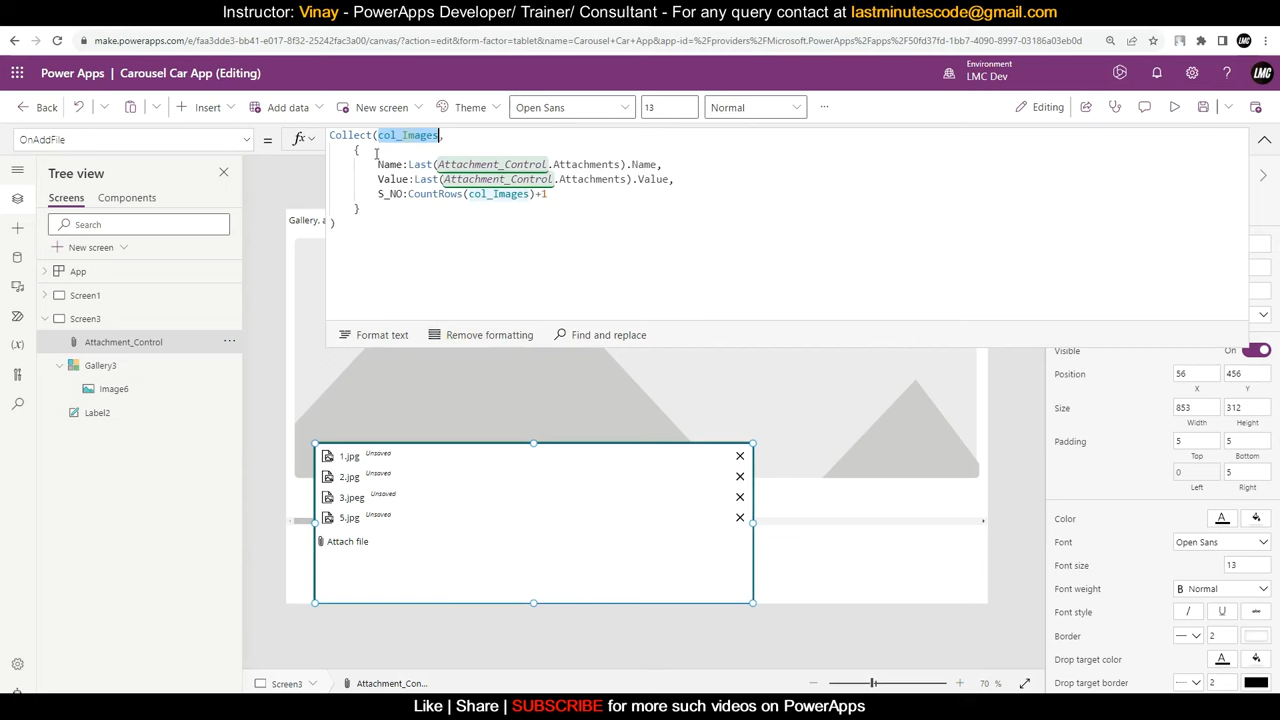 Instructor: Vinay - PowerApps Developer/ Trainer/ Consultant - For any query contact at lastminutescode@gmail.com
make.powerapps.com/e/faa3dde3-bb41-e017-8f32-25242fac3a00/canvas/?action=edit&form-factor=tablet&name=Carousel+Car+App&app-id=%2Fproviders%2FMicrosoft.PowerApps%2Fapps%2F50fd37fd-1bb7-4090-8997-03186a03eb0d
LMC
Power Apps | Carousel Car App (Editing)
Environment
LMC Dev
LMC
Back
Insert
Add data
New screen
Theme
Open Sans
13
Normal
Editing
OnAddFile
fx
Collect(col_Images,
{
Name:Last(Attachment_Control.Attachments).Name,
Value:Last(Attachment_Control.Attachments).Value,
S_NO:CountRows(col_Images)+1
}
)
Format text
Remove formatting
Find and replace
Tree view
Screens
Components
Search
New screen
App
Screen1
Screen3
Attachment_Control
Gallery3
Image6
Label2
Gallery. a
1.jpg Unsaved
2.jpg Unsaved
3.jpeg Unsaved
5.jpg Unsaved
Attach file
Visible
On
Position
56
456
X
Y
Size
853
312
Width
Height
Padding
5
5
Top
Bottom
0
5
Left
Right
Color
Font
Open Sans
Font size
13
Font weight
B Normal
Font style
Border
2
Drop target color
Drop target border
2
Screen3
Attachment_Con...
70 %
Like | Share | SUBSCRIBE for more such videos on PowerApps